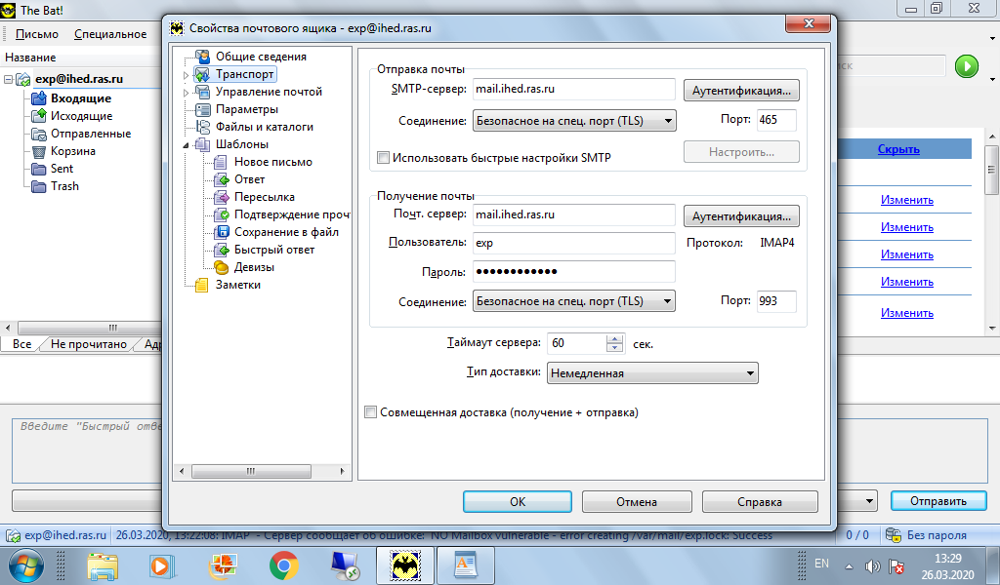 The Bat!
Свойства почтового ящика - exp@ihed.ras.ru
Письмо Специальное
Название
exp@ihed.ras.ru
Входящие
Исходящие
Отправленные
Корзина
Sent
Trash
Все Не прочитано
Общие сведения
Транспорт
Управление почтой
Параметры
Файлы и каталоги
Шаблоны
Новое письмо
Ответ
Пересылка
Подтверждение проч
Сохранение в файл
Быстрый ответ
Девизы
Заметки
Отправка почты
SMTP-сервер: mail.ihed.ras.ru Аутентификация...
Соединение: Безопасное на спец. порт (TLS) Порт: 465
Использовать быстрые настройки SMTP Настроить...
Получение почты
Почт. сервер: mail.ihed.ras.ru Аутентификация...
Пользователь: exp Протокол: IMAP4
Пароль: ••••••••••••
Соединение: Безопасное на спец. порт (TLS) Порт: 993
Таймаут сервера: 60 сек.
Тип доставки: Немедленная
Совмещенная доставка (получение + отправка)
OK Отмена Справка
Скрыть
Изменить
Изменить
Изменить
Изменить
Изменить
Введите "Быстрый отве
Отправить
exp@ihed.ras.ru 26.03.2020, 13:22:08: IMAP - Сервер сообщает об ошибке: NO Mailbox vulnerable - error creating /var/mail/exp.lock: Success 0 / 0 Без пароля
EN 13:29
26.03.2020